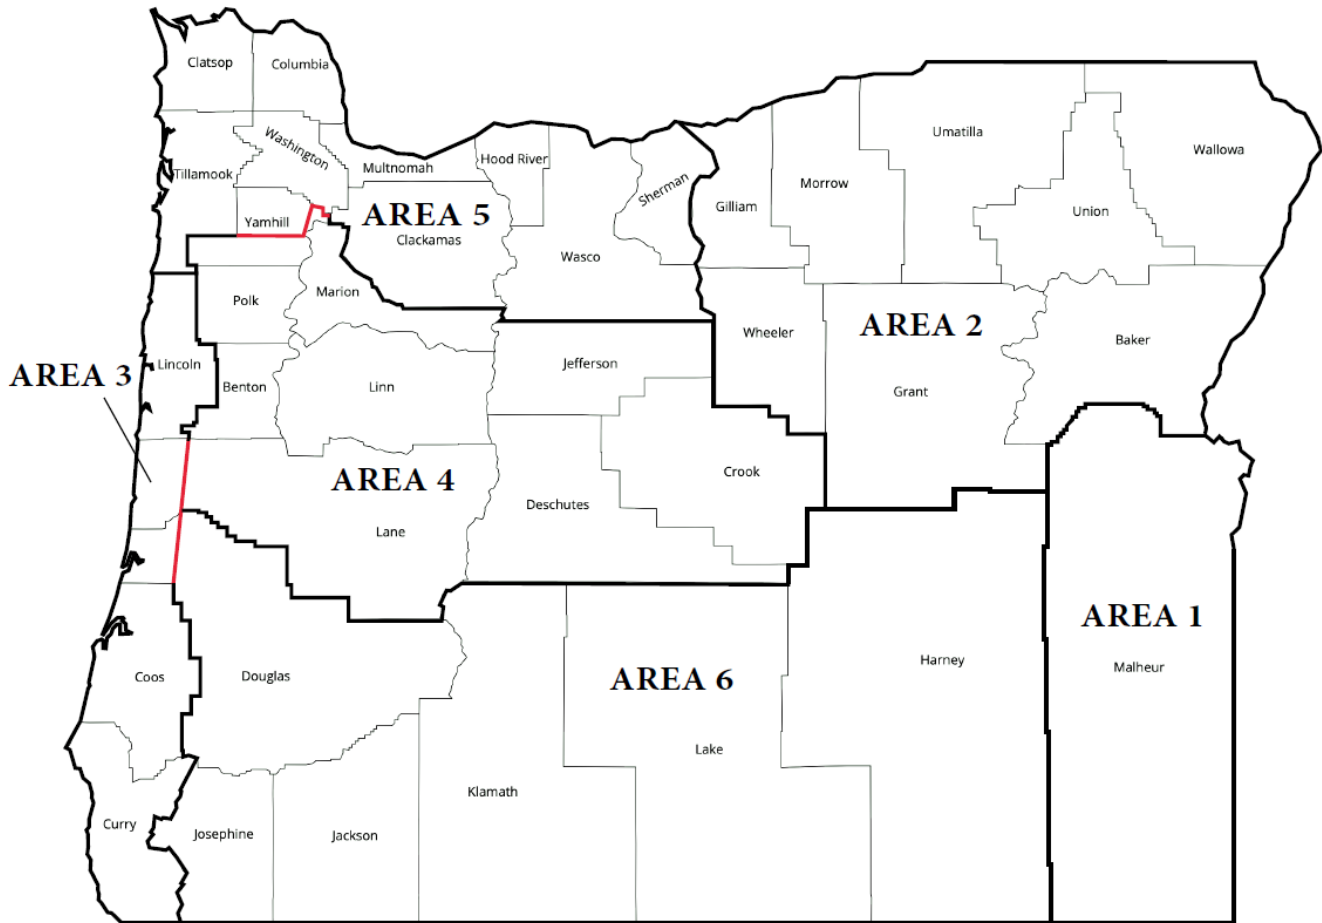 Clatsop
Columbia
Washington
Tillamook
Multnomah
Hood River
Sherman
Gilliam
Morrow
Umatilla
Wallowa
Union
Yamhill
AREA 5
Clackamas
Wasco
Polk
Marion
Wheeler
AREA 2
Baker
Lincoln
AREA 3
Benton
Linn
Jefferson
Grant
AREA 4
Crook
Deschutes
Lane
AREA 1
Malheur
Harney
Coos
Douglas
AREA 6
Lake
Klamath
Curry
Josephine
Jackson